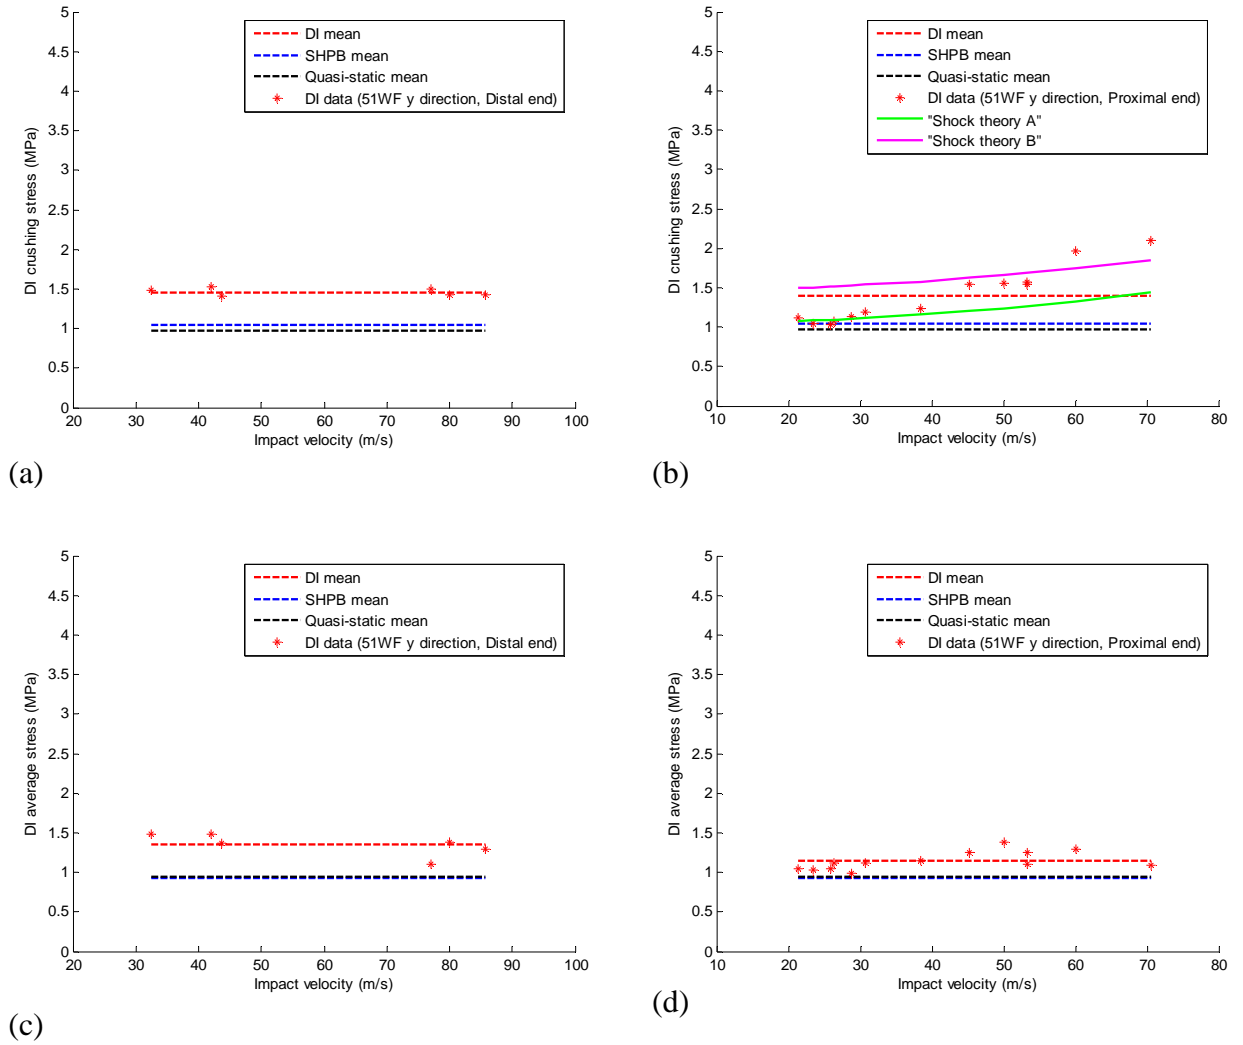 5
4.5
4
3.5
3
2.5
2
1.5
1
0.5
0
DI crushing stress (MPa)
DI mean
SHPB mean
Quasi-static mean
DI data (51WF y direction, Distal end)
20 30 40 50 60 70 80 90 100
Impact velocity (m/s)
(a)
5
4.5
4
3.5
3
2.5
2
1.5
1
0.5
0
DI crushing stress (MPa)
DI mean
SHPB mean
Quasi-static mean
DI data (51WF y direction, Proximal end)
"Shock theory A"
"Shock theory B"
10 20 30 40 50 60 70 80
Impact velocity (m/s)
(b)
5
4.5
4
3.5
3
2.5
2
1.5
1
0.5
0
DI average stress (MPa)
DI mean
SHPB mean
Quasi-static mean
DI data (51WF y direction, Distal end)
20 30 40 50 60 70 80 90 100
Impact velocity (m/s)
(c)
5
4.5
4
3.5
3
2.5
2
1.5
1
0.5
0
DI average stress (MPa)
DI mean
SHPB mean
Quasi-static mean
DI data (51WF y direction, Proximal end)
10 20 30 40 50 60 70 80
Impact velocity (m/s)
(d)